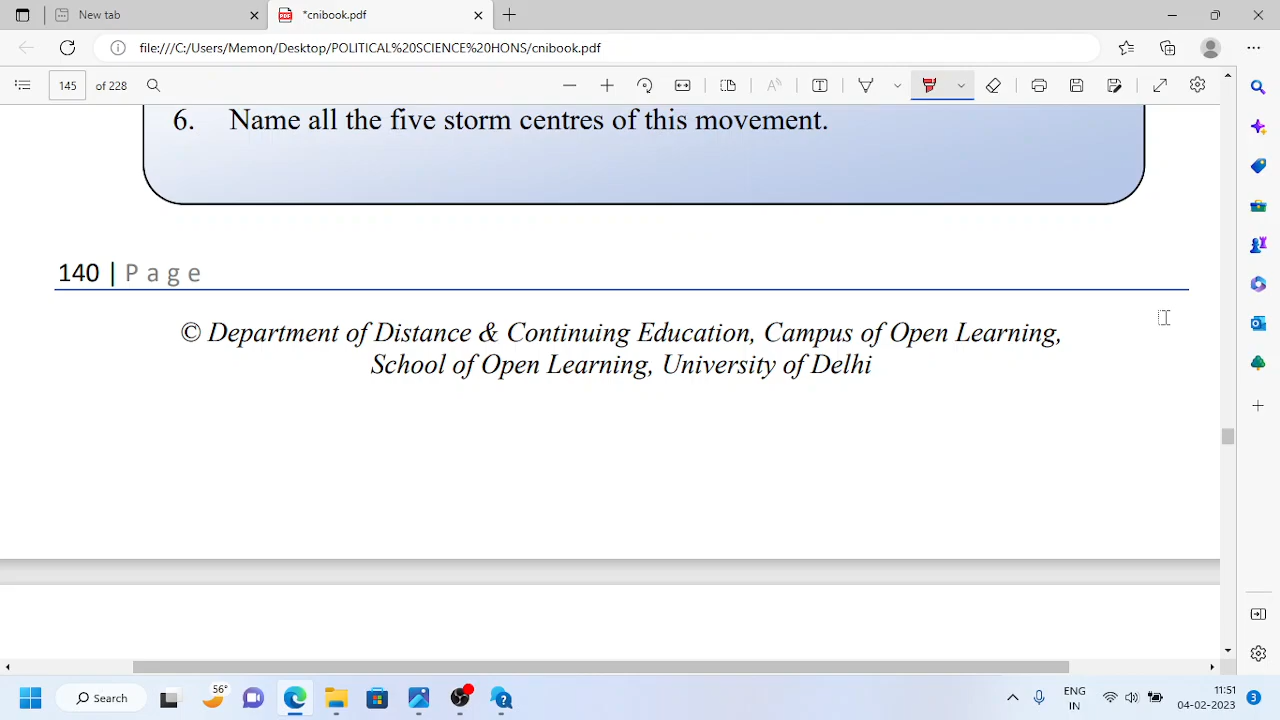 New tab
*cnibook.pdf
file:///C:/Users/Memon/Desktop/POLITICAL%20SCIENCE%20HONS/cnibook.pdf
145 of 228
6. Name all the five storm centres of this movement.
140 | P a g e
© Department of Distance & Continuing Education, Campus of Open Learning,
School of Open Learning, University of Delhi
Search
56°
ENG
IN
11:51
04-02-2023
3